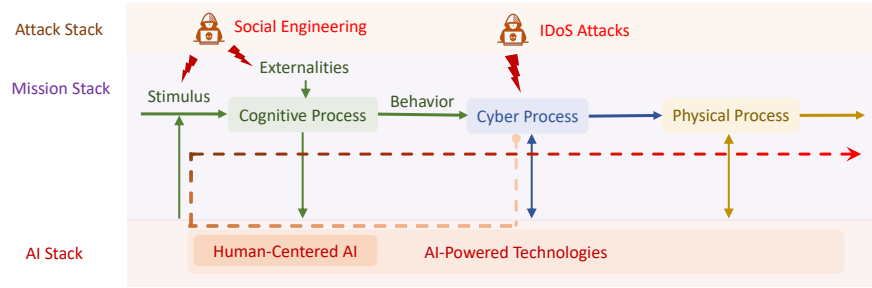 Attack Stack
Social Engineering
IDoS Attacks
Mission Stack
Externalities
Stimulus
Behavior
Cognitive Process
Cyber Process
Physical Process
AI Stack
Human-Centered AI
AI-Powered Technologies